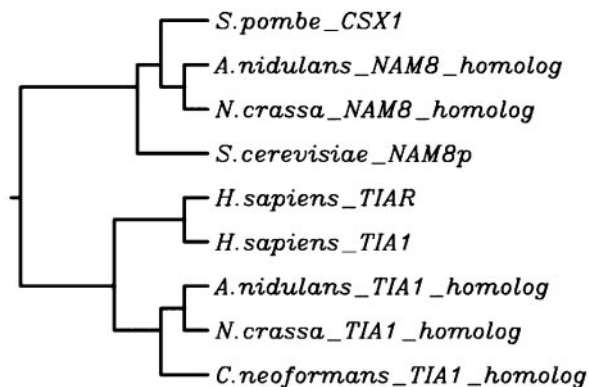 S.pombe_CSX1
A.nidulans_NAM8_homolog
N.crassa_NAM8_homolog
S.cerevisiae_NAM8p
H.sapiens_TIAR
H.sapiens_TIA1
A.nidulans_TIA1_homolog
N.crassa_TIA1_homolog
C.neoformans_TIA1_homolog